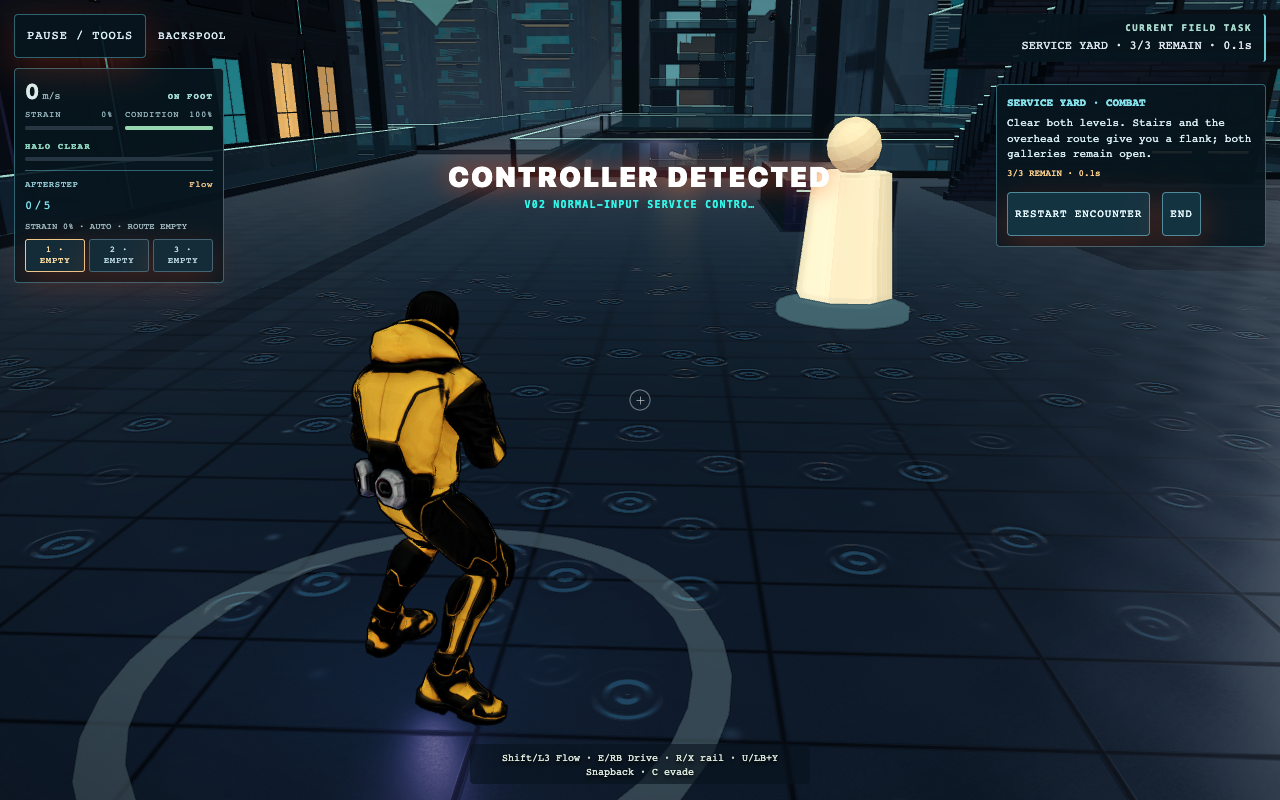 PAUSE / TOOLS
BACKSPOOL
0 m/s
ON FOOT
STRAIN 0%
CONDITION 100%
HALO CLEAR
AFTERSTEP Flow
0/5
STRAIN 0% · AUTO · ROUTE EMPTY
1 · EMPTY
2 · EMPTY
3 · EMPTY
CONTROLLER DETECTED
V02 NORMAL-INPUT SERVICE CONTRO…
CURRENT FIELD TASK
SERVICE YARD · 3/3 REMAIN · 0.1s
SERVICE YARD · COMBAT
Clear both levels. Stairs and the
overhead route give you a flank; both
galleries remain open.
3/3 REMAIN · 0.1s
RESTART ENCOUNTER
END
Shift/L3 Flow · E/RB Drive · R/X rail · U/LB+Y
Snapback · C evade